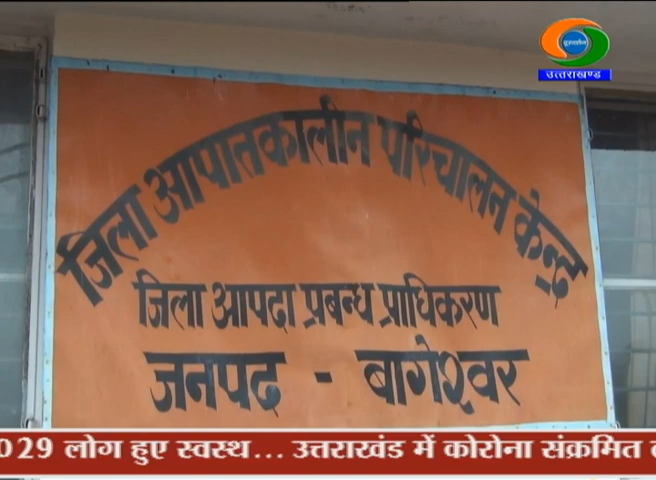 दूरदर्शन
उत्तराखण्ड
जिला आपातकालीन परिचालन केन्द्र
जिला आपदा प्रबन्ध प्राधिकरण
जनपद - बागेश्वर
029 लोग हुए स्वस्थ... उत्तराखंड में कोरोना संक्रमित